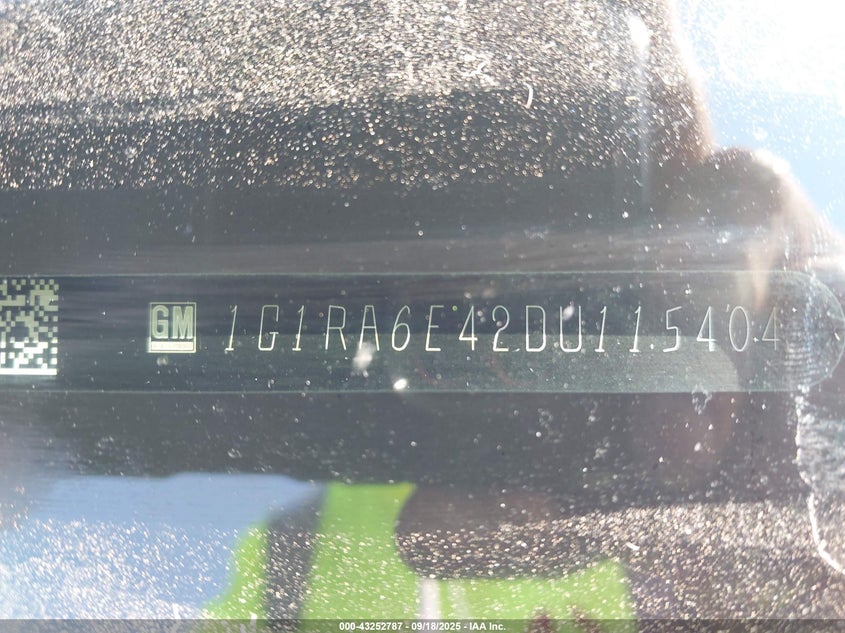 GM 1G1RA6E42DU115404
000-43252787 - 09/18/2025 - IAA Inc.